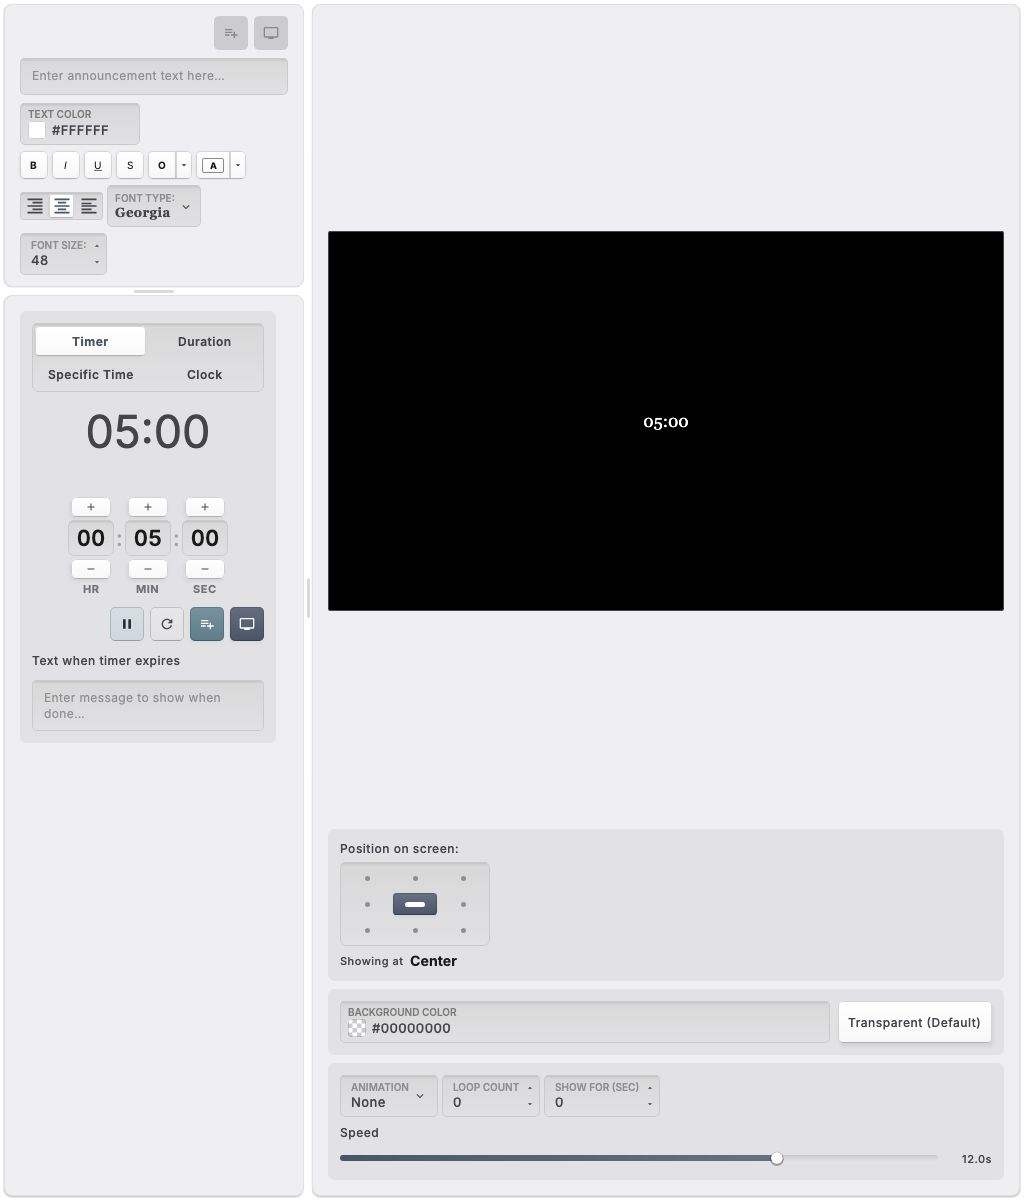 Enter announcement text here...
TEXT COLOR
#FFFFFF
B I U S O A
FONT TYPE:
Georgia
FONT SIZE:
48
Timer Duration
Specific Time Clock
05:00
+ + +
00 : 05 : 00
− − −
HR MIN SEC
Text when timer expires
Enter message to show when
done...
05:00
Position on screen:
Showing at Center
BACKGROUND COLOR
#00000000
Transparent (Default)
ANIMATION LOOP COUNT SHOW FOR (SEC)
None 0 0
Speed
12.0s